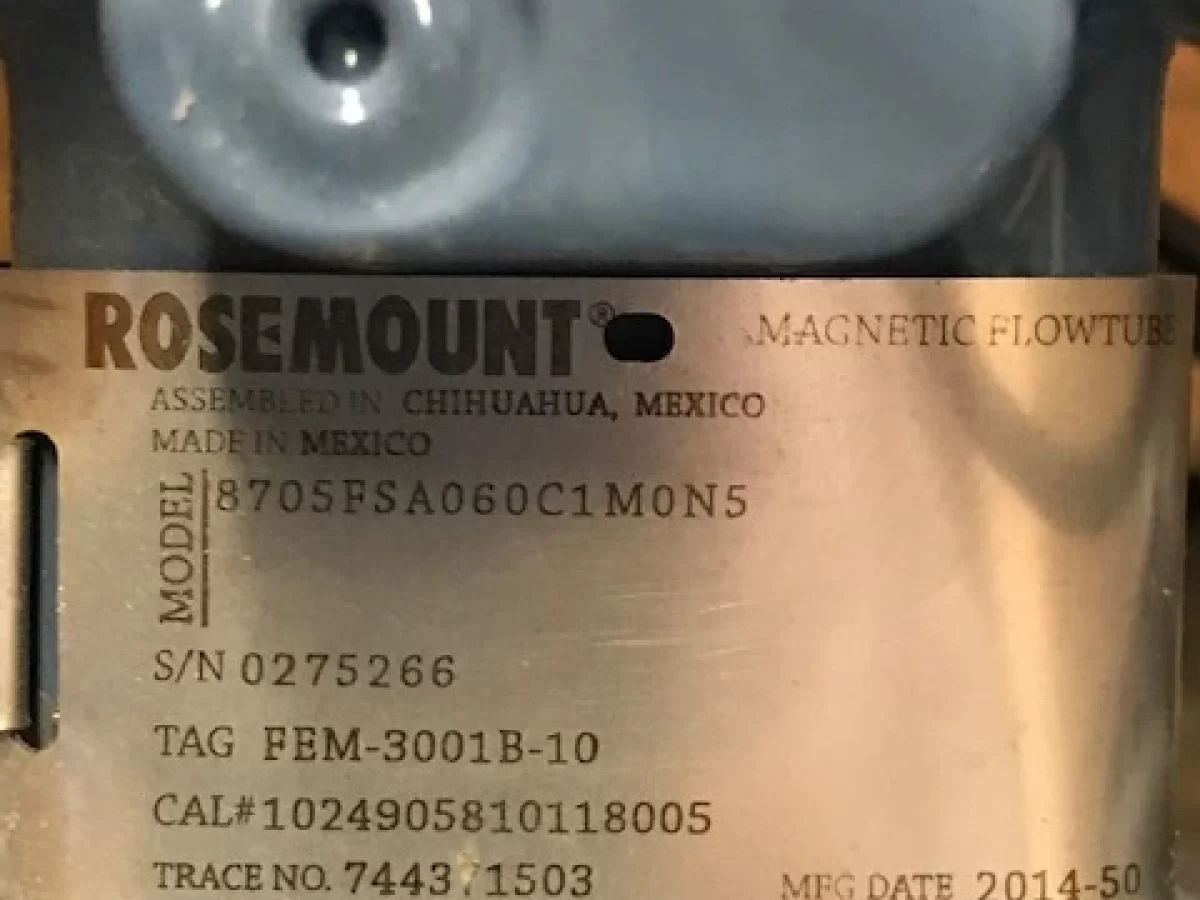 ROSEMOUNT® MAGNETIC FLOWTUBE
ASSEMBLED IN CHIHUAHUA, MEXICO
MADE IN MEXICO
MODEL 8705FSA060C1M0N5
S/N 0275266
TAG FEM-3001B-10
CAL#1024905810118005
TRACE NO. 744371503 MFG DATE 2014-50